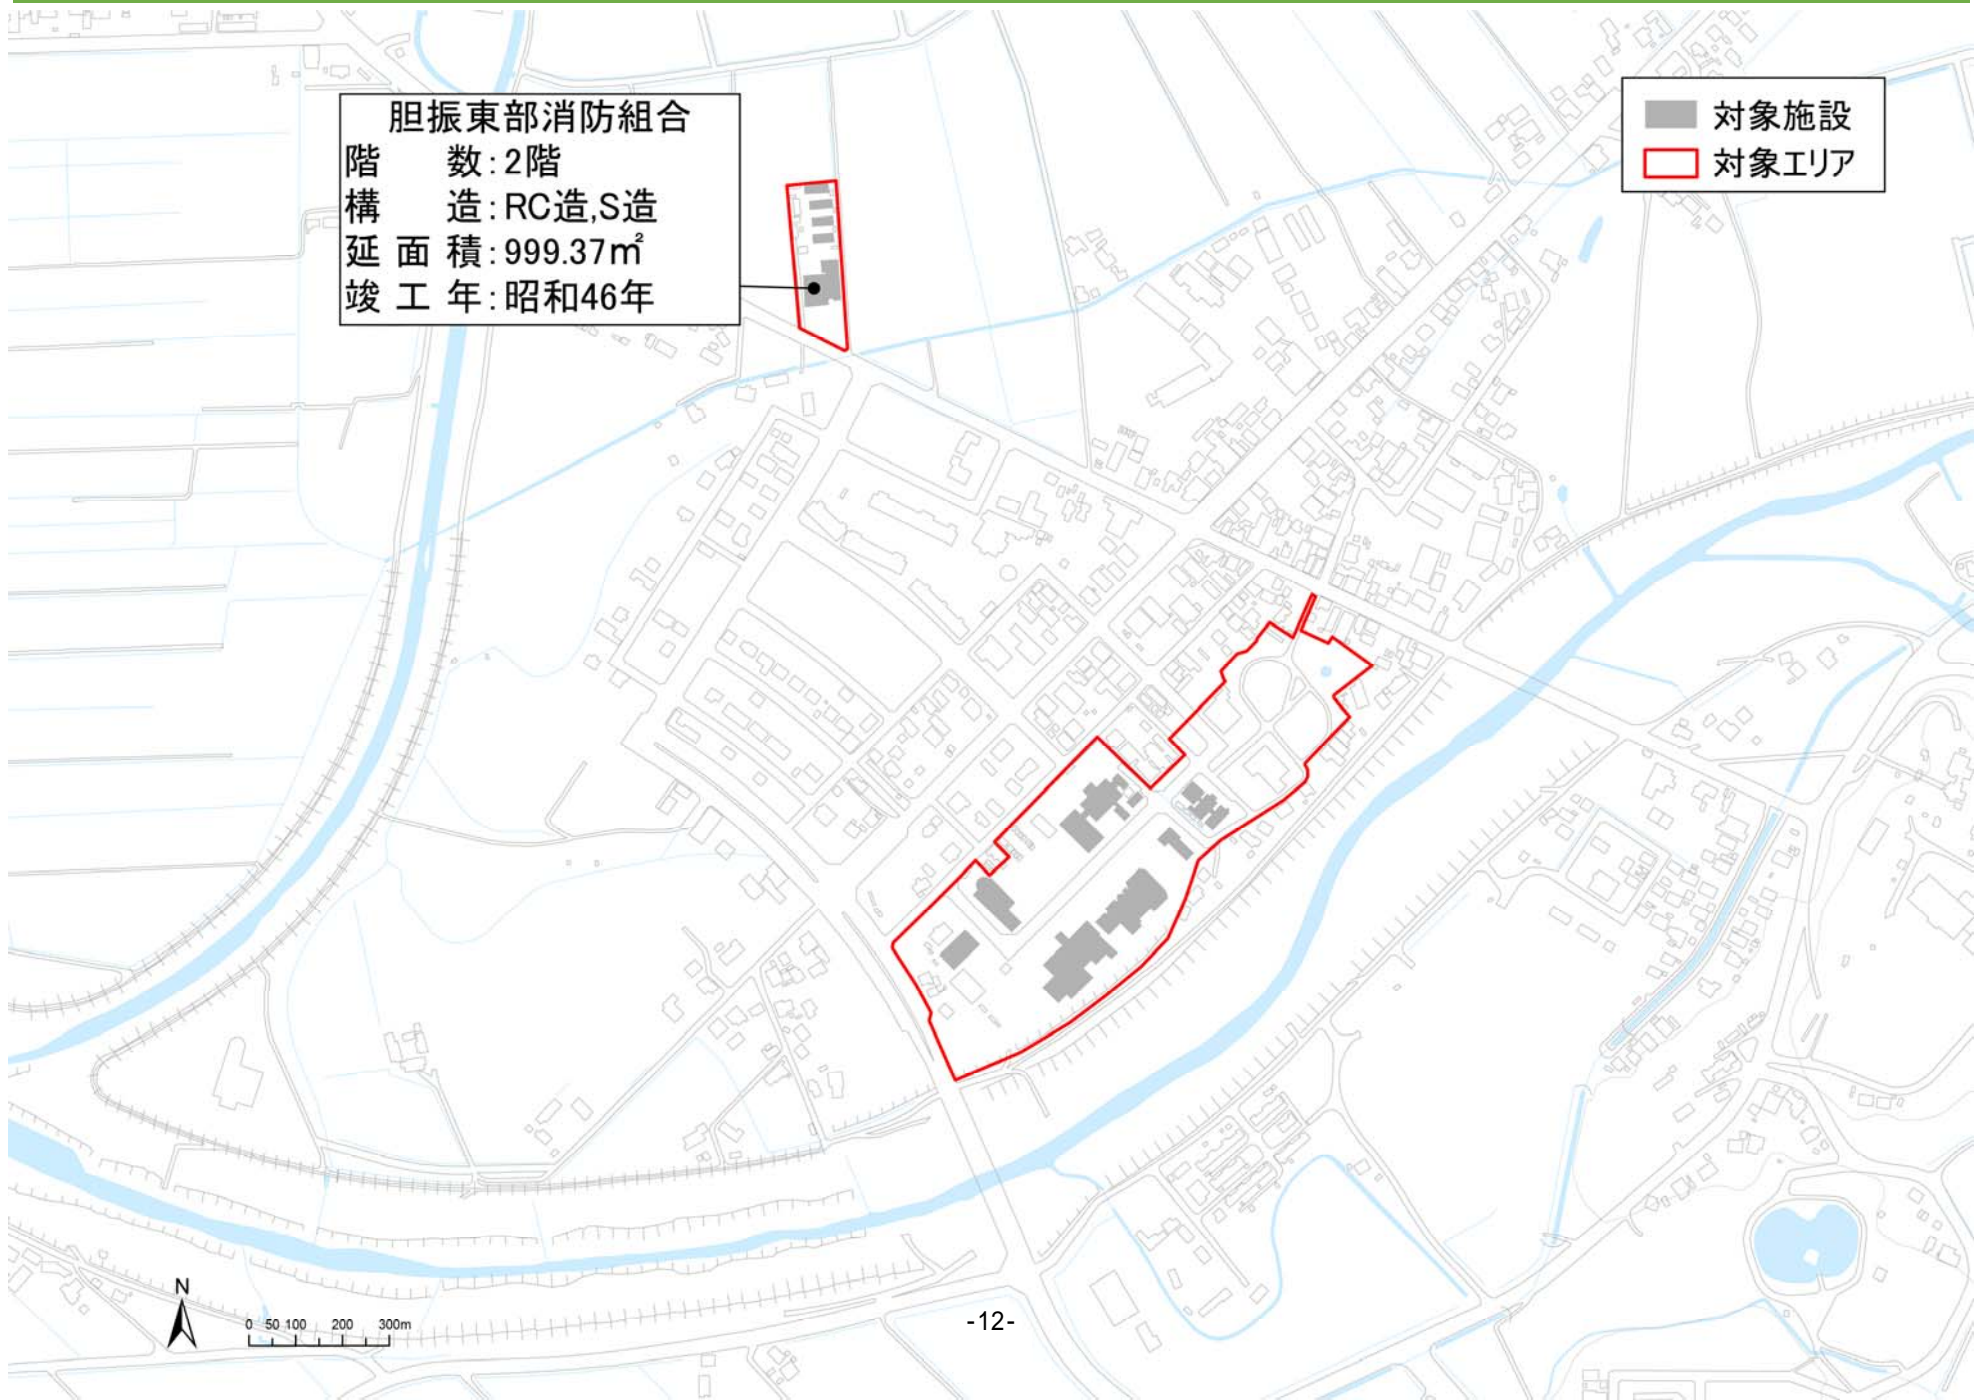 胆振東部消防組合
階　　数：2階
構　　造：RC造,S造
延 面 積：999.37㎡
竣 工 年：昭和46年
対象施設
対象エリア
N
0 50 100 200 300m
-12-